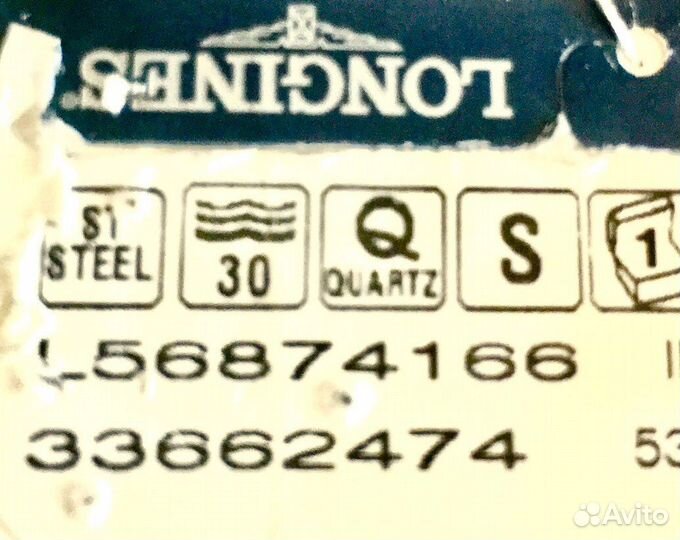 LONGINES®
ST STEEL 30 Q QUARTZ S 1
L56874166
33662474 53
Avito